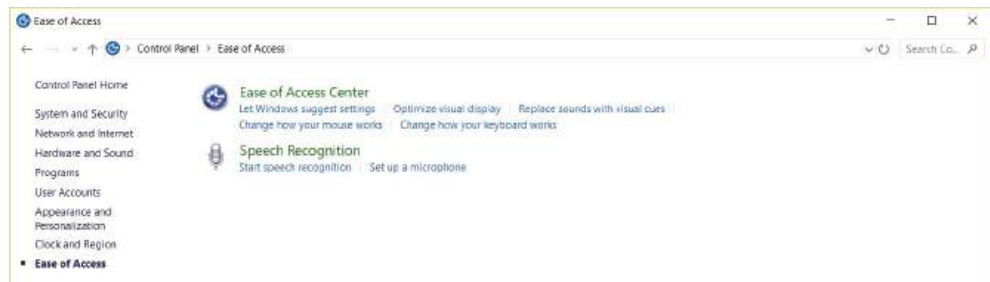 Ease of Access
Control Panel > Ease of Access
Search Co...
Control Panel Home
System and Security
Network and Internet
Hardware and Sound
Programs
User Accounts
Appearance and
Personalization
Clock and Region
Ease of Access
Ease of Access Center
Let Windows suggest settings Optimize visual display Replace sounds with visual cues
Change how your mouse works Change how your keyboard works
Speech Recognition
Start speech recognition Set up a microphone